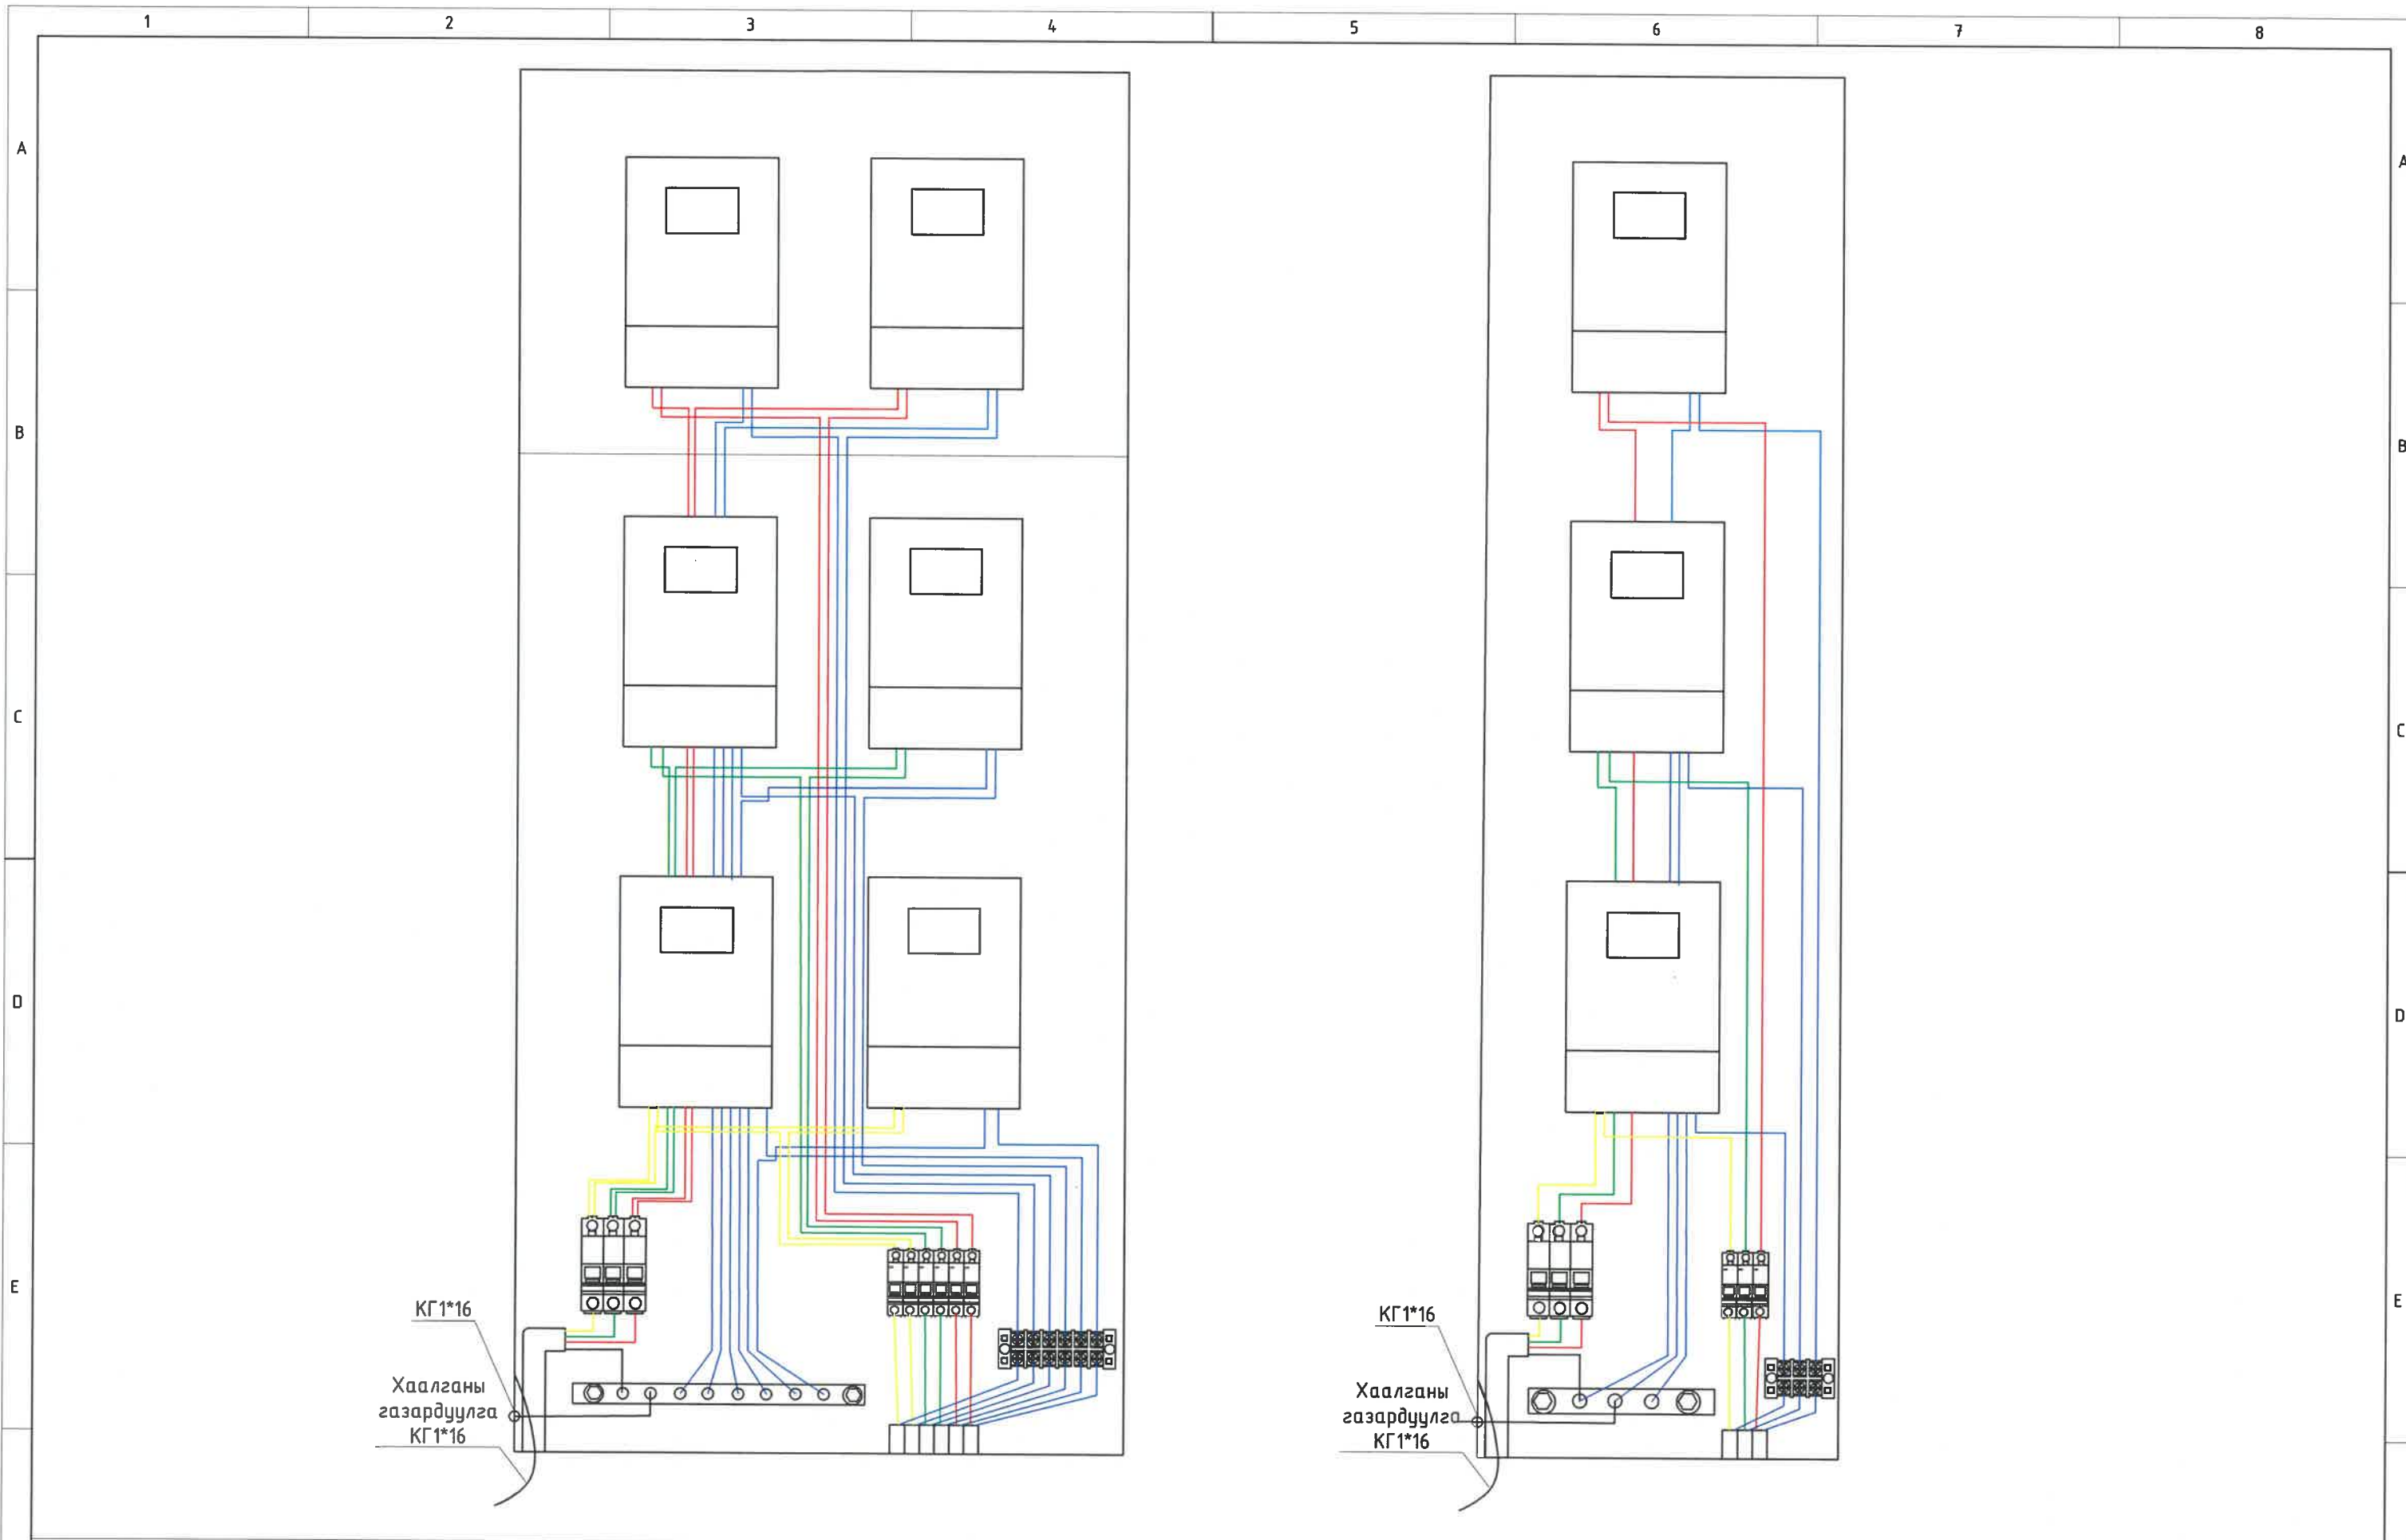 1 2 3 4 5 6 7 8
A A
B B
C C
D D
E E
КГ1*16
Хаалганы
газардуулга
КГ1*16
КГ1*16
Хаалганы
газардуулга
КГ1*16